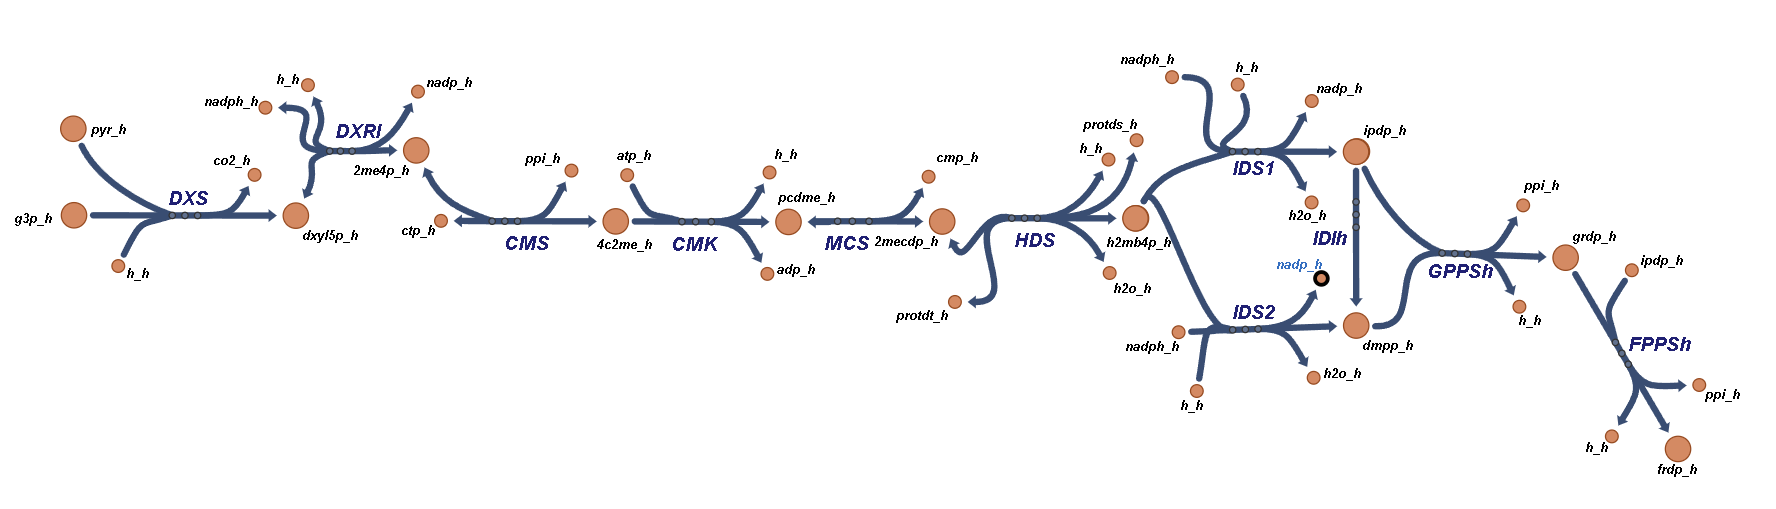 pyr_h
g3p_h
h_h
DXS
co2_h
dxyl5p_h
nadph_h
h_h
DXRI
nadp_h
2me4p_h
ctp_h
ppi_h
CMS
4c2me_h
atp_h
CMK
h_h
adp_h
pcdme_h
MCS
cmp_h
2mecdp_h
protdt_h
HDS
h_h
protds_h
h2o_h
h2mb4p_h
nadph_h
h_h
IDS1
nadp_h
h2o_h
ipdp_h
IDIh
nadp_h
IDS2
nadph_h
h_h
h2o_h
dmpp_h
GPPSh
ppi_h
h_h
grdp_h
ipdp_h
FPPSh
ppi_h
h_h
frdp_h